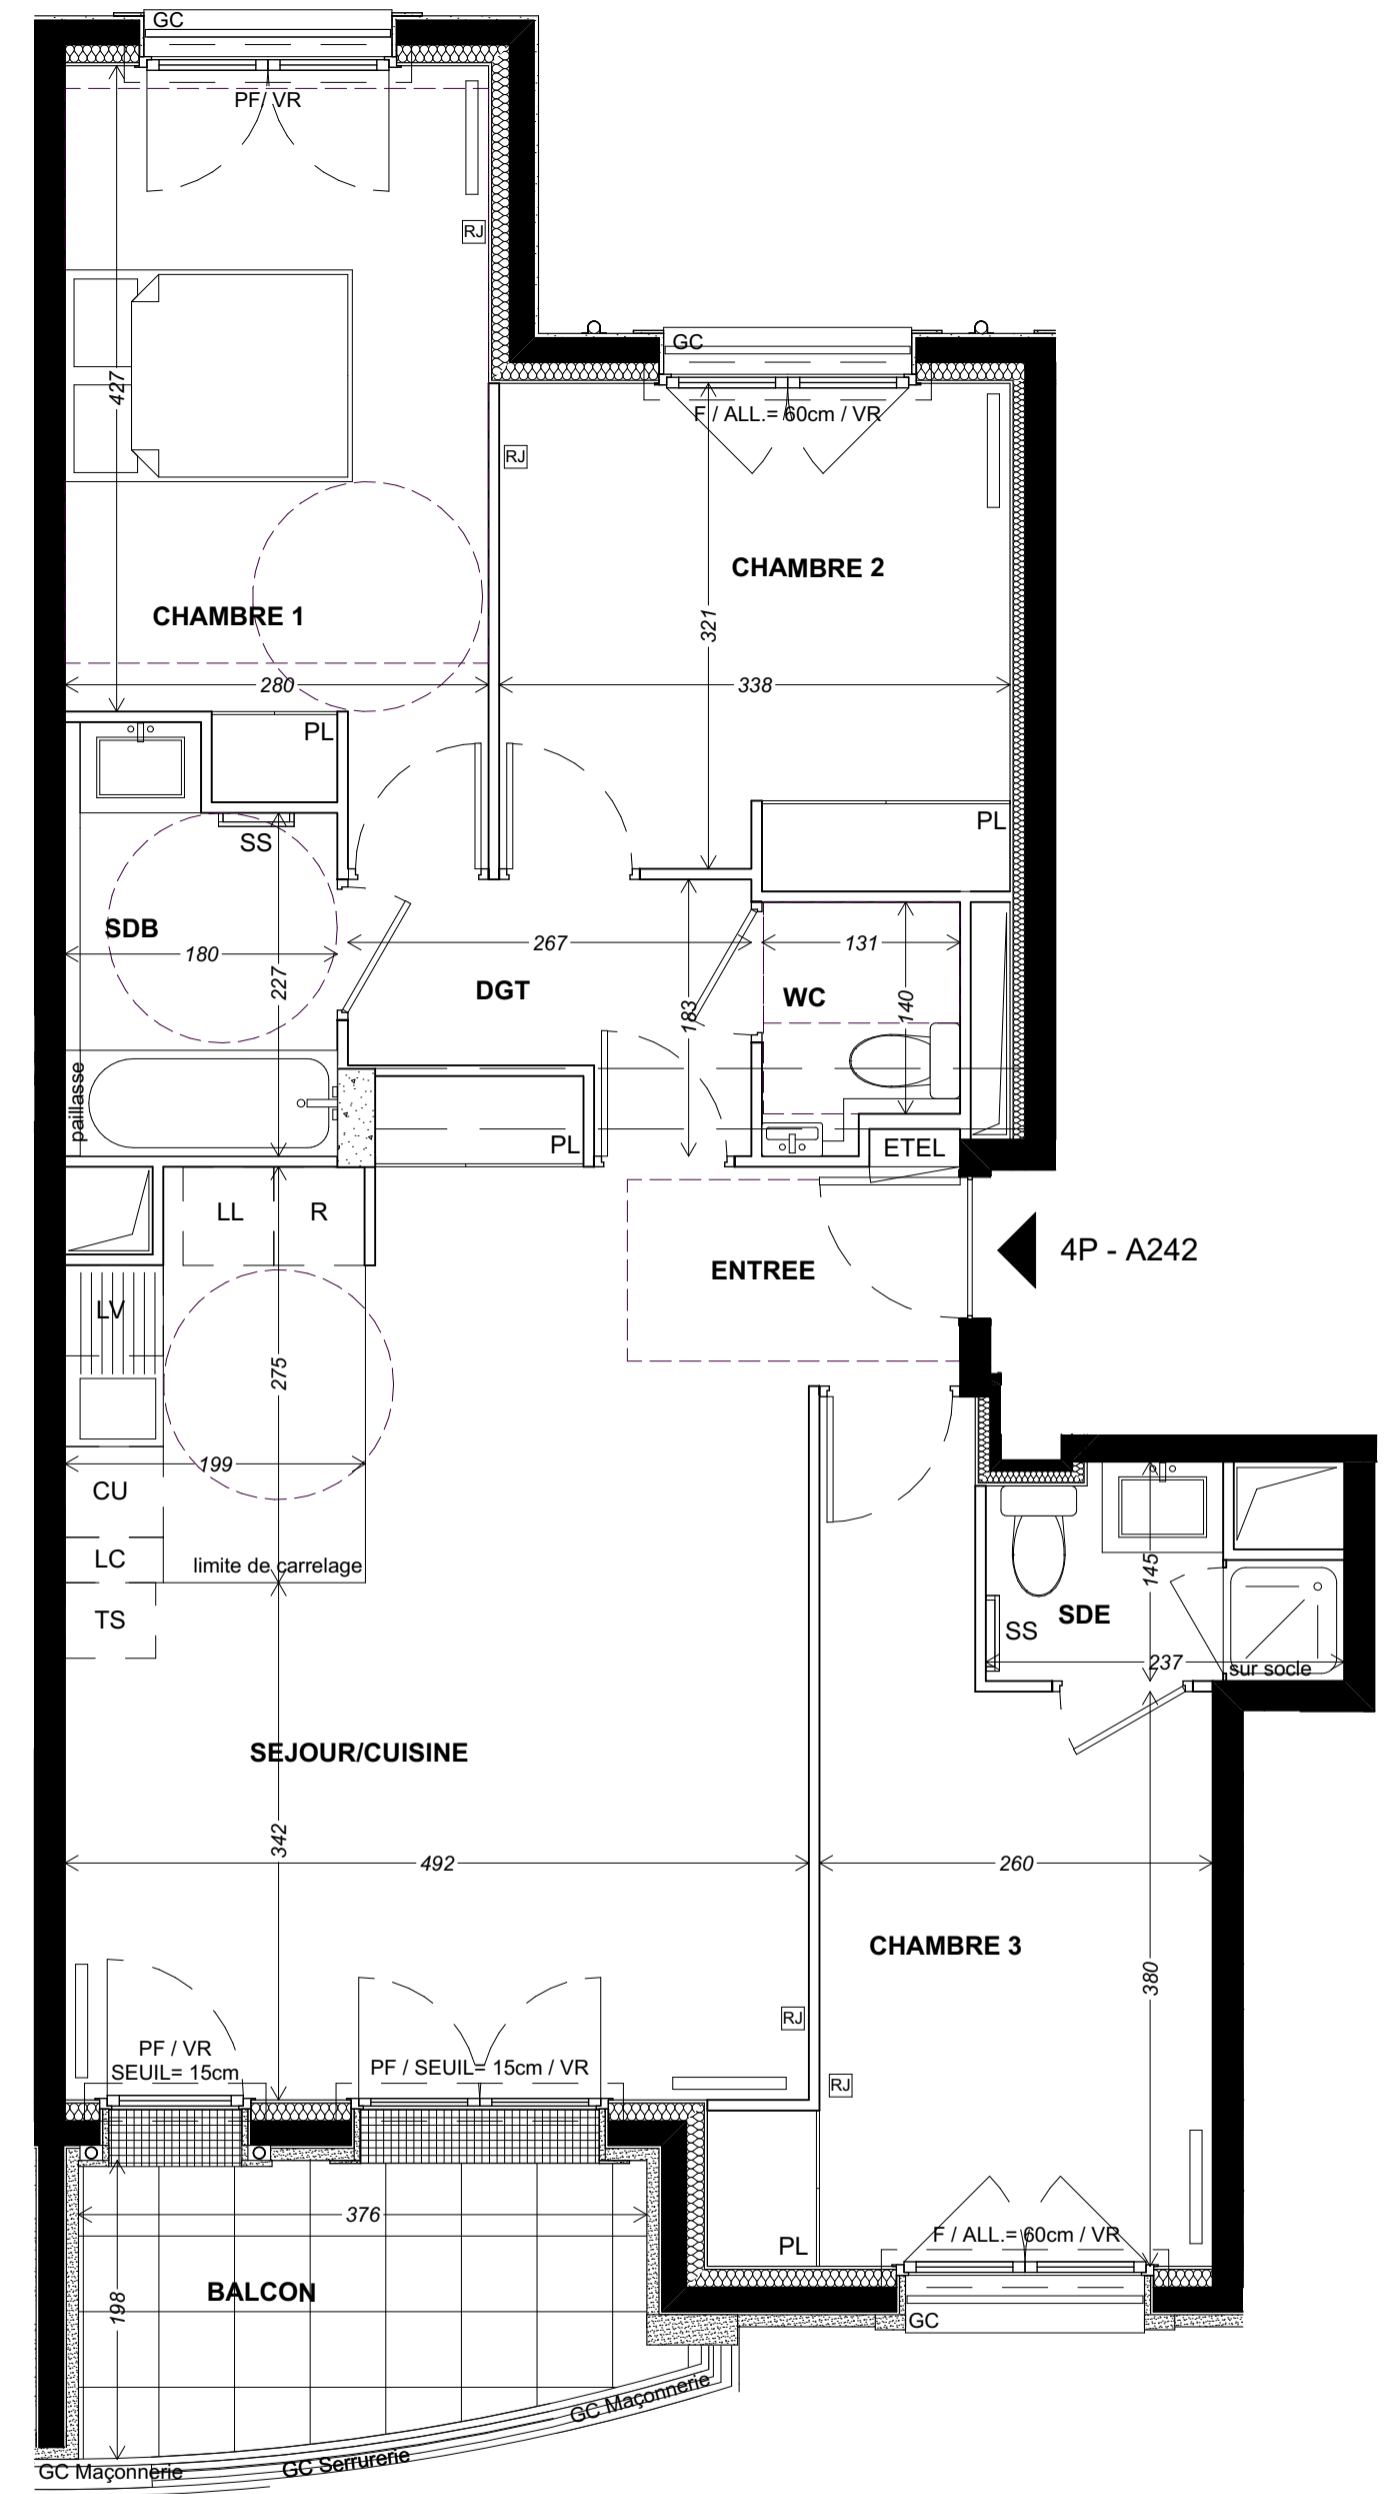 GC
PF/ VR
RJ
427
GC
F / ALL.= 60cm / VR
RJ
CHAMBRE 2
CHAMBRE 1
321
280
338
PL
PL
SS
SDB
180
227
267
DGT
183
131
WC
140
paillasse
PL
ETEL
LL
R
ENTREE
4P - A242
LV
275
199
CU
LC
limite de carrelage
TS
145
SS
SDE
237
sur socle
SEJOUR/CUISINE
342
492
260
CHAMBRE 3
380
RJ
PF / VR
SEUIL= 15cm
PF / SEUIL= 15cm / VR
RJ
376
PL
F / ALL.= 60cm / VR
BALCON
198
GC
GC Maçonnerie
GC Serrurerie
GC Maçonnerie